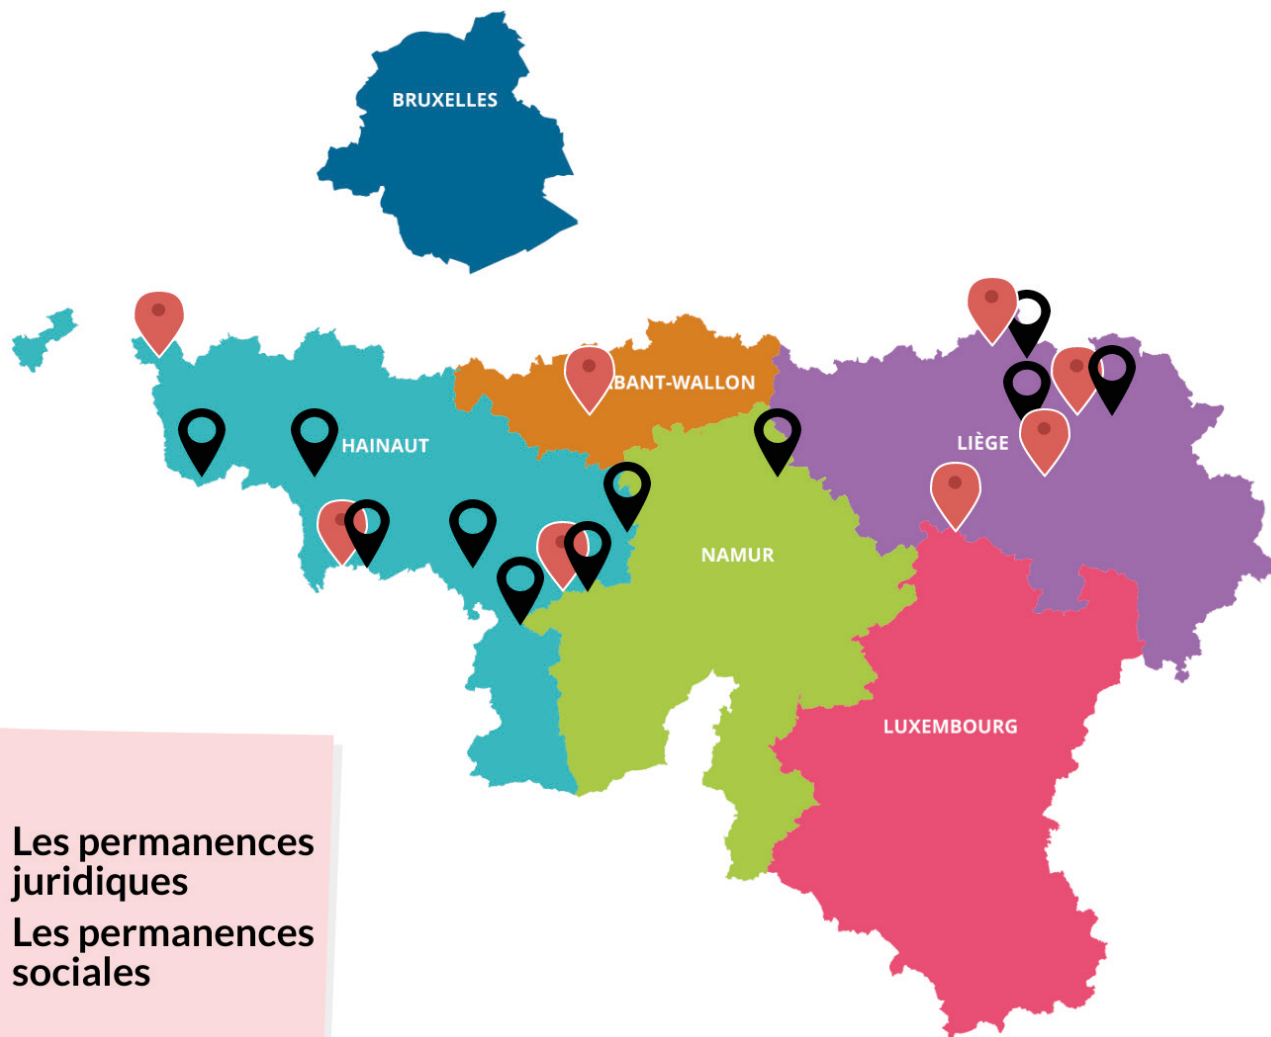 BRUXELLES
BANT-WALLON
HAINAUT
LIÈGE
NAMUR
LUXEMBOURG
Les permanences
juridiques
Les permanences
sociales